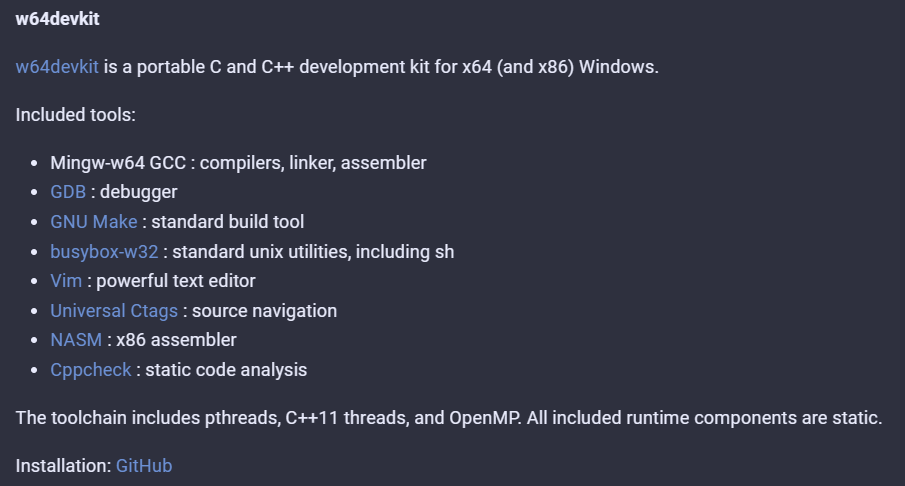 w64devkit
w64devkit is a portable C and C++ development kit for x64 (and x86) Windows.
Included tools:
• Mingw-w64 GCC : compilers, linker, assembler
• GDB : debugger
• GNU Make : standard build tool
• busybox-w32 : standard unix utilities, including sh
• Vim : powerful text editor
• Universal Ctags : source navigation
• NASM : x86 assembler
• Cppcheck : static code analysis
The toolchain includes pthreads, C++11 threads, and OpenMP. All included runtime components are static.
Installation: GitHub